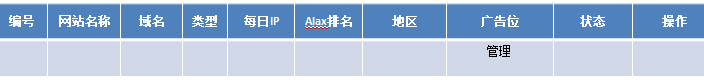 编号 网站名称 域名 类型 每日IP Alax排名 地区 广告位 状态 操作
管理